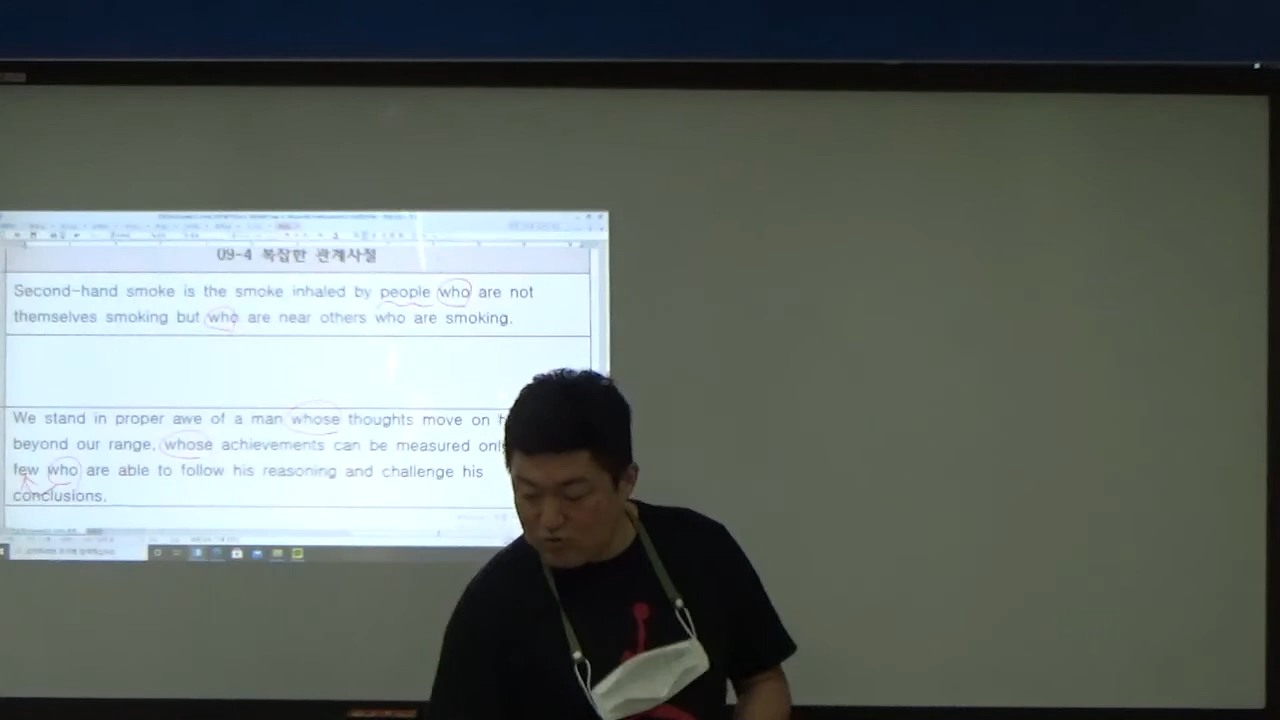 09-4 복잡한 관계사절
Second-hand smoke is the smoke inhaled by people who are not
themselves smoking but who are near others who are smoking.
We stand in proper awe of a man whose thoughts move on
beyond our range, whose achievements can be measured
few who are able to follow his reasoning and challenge his
conclusions.